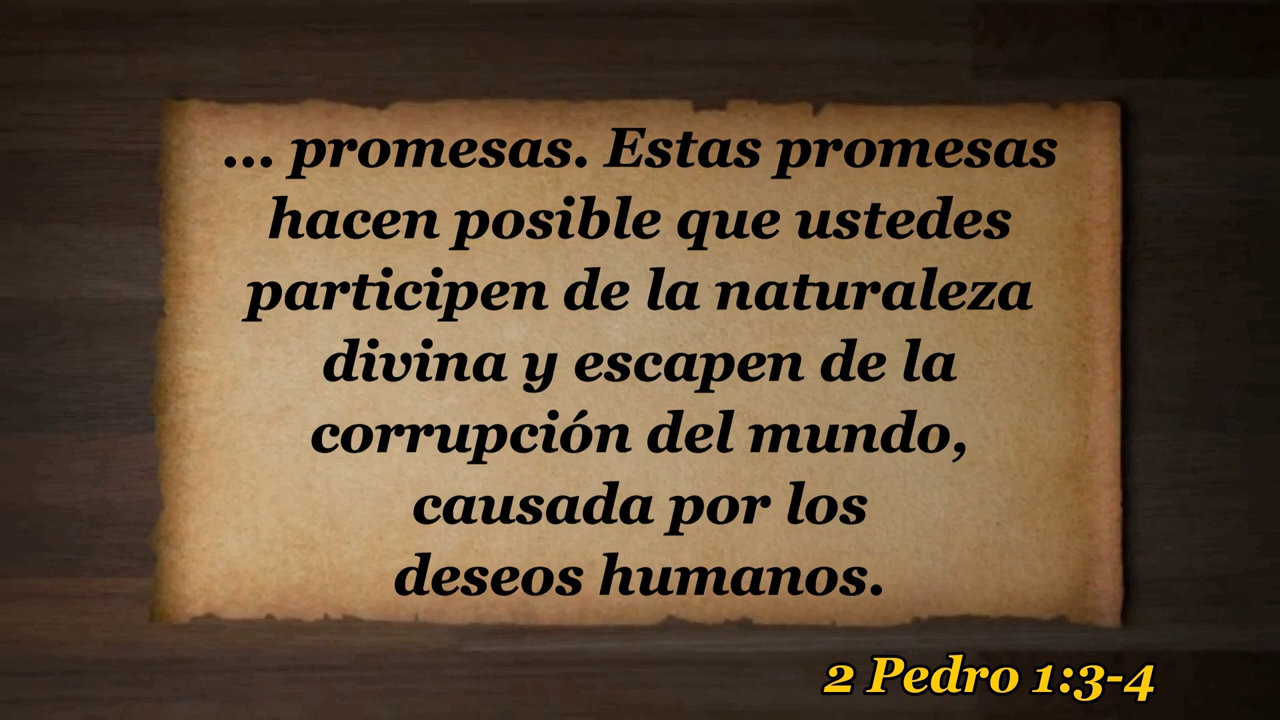 ... promesas. Estas promesas
hacen posible que ustedes
participen de la naturaleza
divina y escapen de la
corrupción del mundo,
causada por los
deseos humanos.
2 Pedro 1:3-4